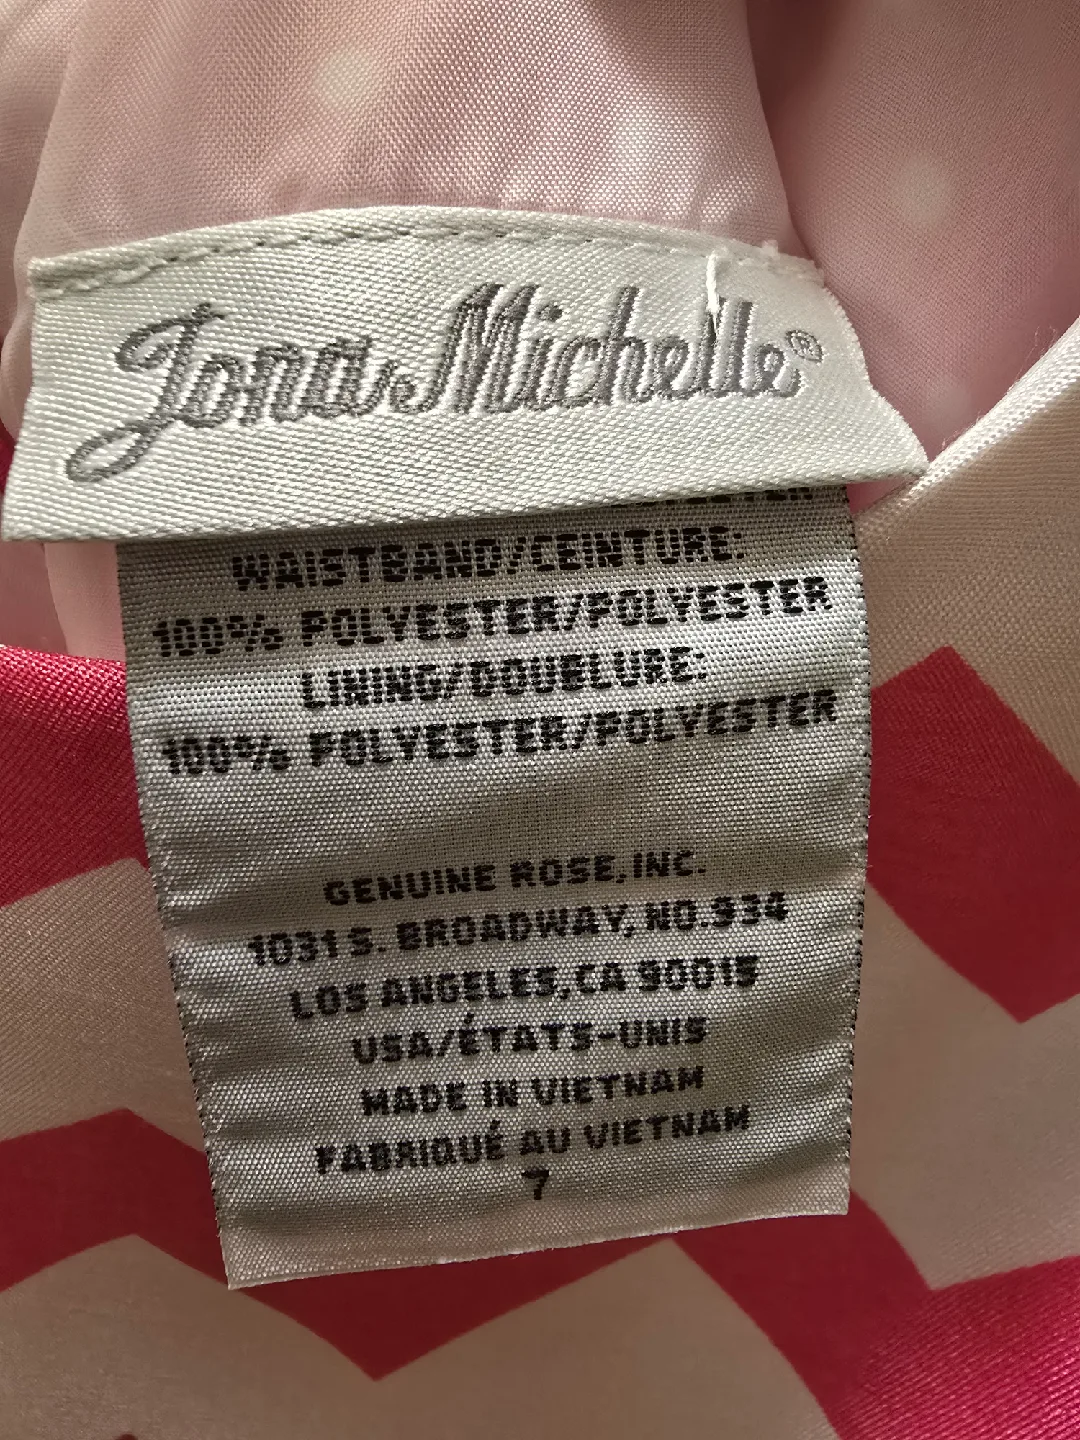 Jona Michelle®
WAISTBAND/CEINTURE:
100% POLYESTER/POLYESTER
LINING/DOUBLURE:
100% POLYESTER/POLYESTER
GENUINE ROSE, INC.
1031 S. BROADWAY, NO.934
LOS ANGELES, CA 90015
USA/ÉTATS-UNIS
MADE IN VIETNAM
FABRIQUÉ AU VIETNAM
7